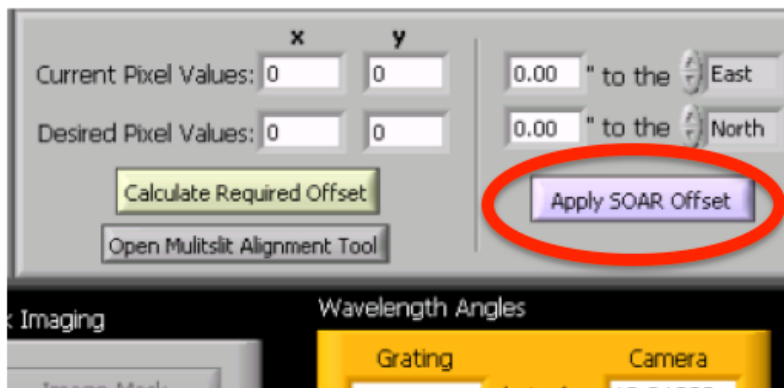 x y
Current Pixel Values: 0 0 0.00 " to the East
Desired Pixel Values: 0 0 0.00 " to the North
Calculate Required Offset Apply SOAR Offset
Open Mulitslit Alignment Tool
Imaging Wavelength Angles
Grating Camera